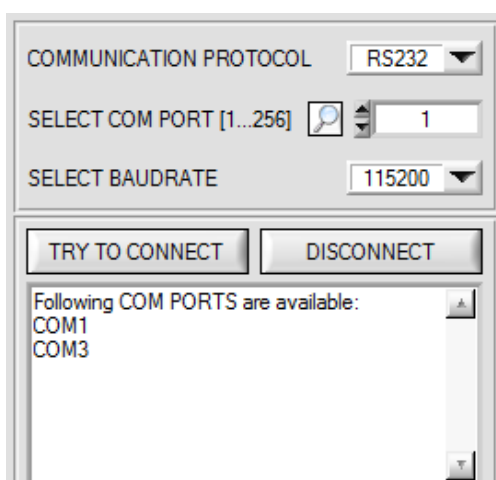 COMMUNICATION PROTOCOL RS232
SELECT COM PORT [1...256] 1
SELECT BAUDRATE 115200
TRY TO CONNECT DISCONNECT
Following COM PORTS are available:
COM1
COM3